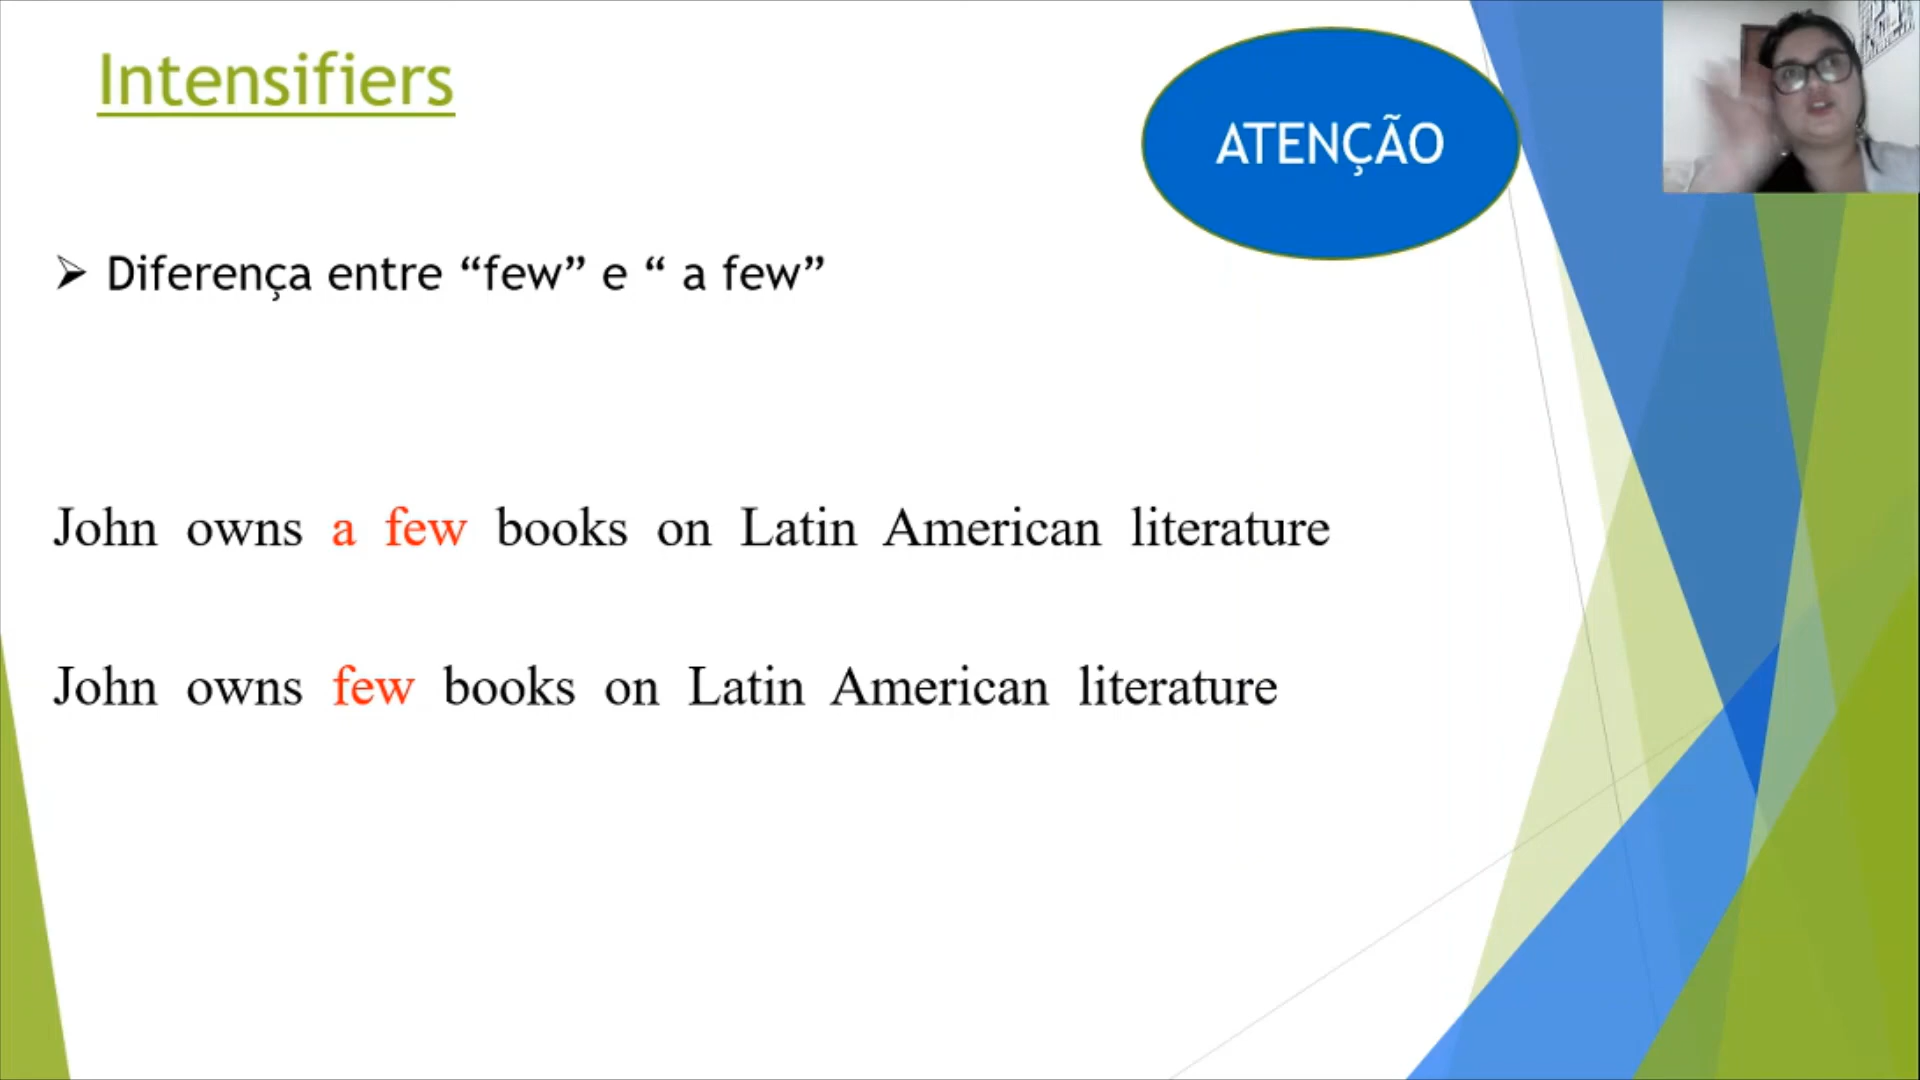 Intensifiers
ATENÇÃO
➢ Diferença entre “few” e “ a few”
John owns a few books on Latin American literature
John owns few books on Latin American literature